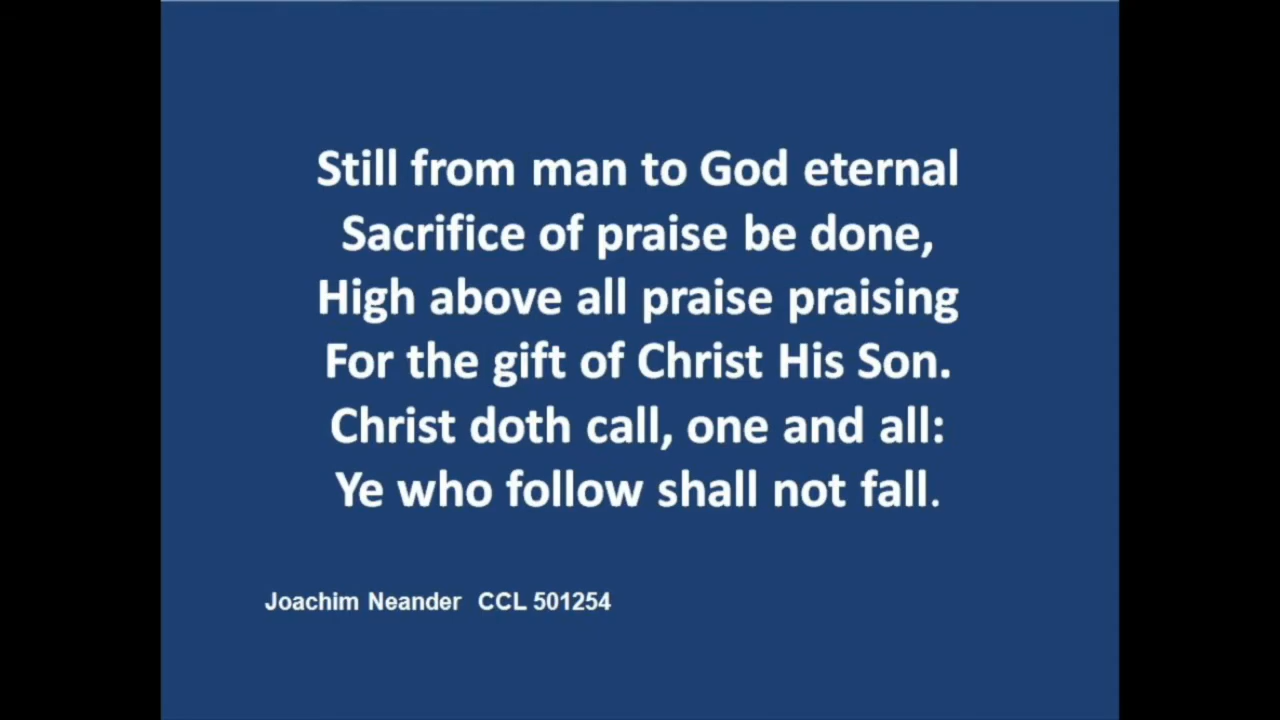 Still from man to God eternal
Sacrifice of praise be done,
High above all praise praising
For the gift of Christ His Son.
Christ doth call, one and all:
Ye who follow shall not fall.
Joachim Neander  CCL 501254